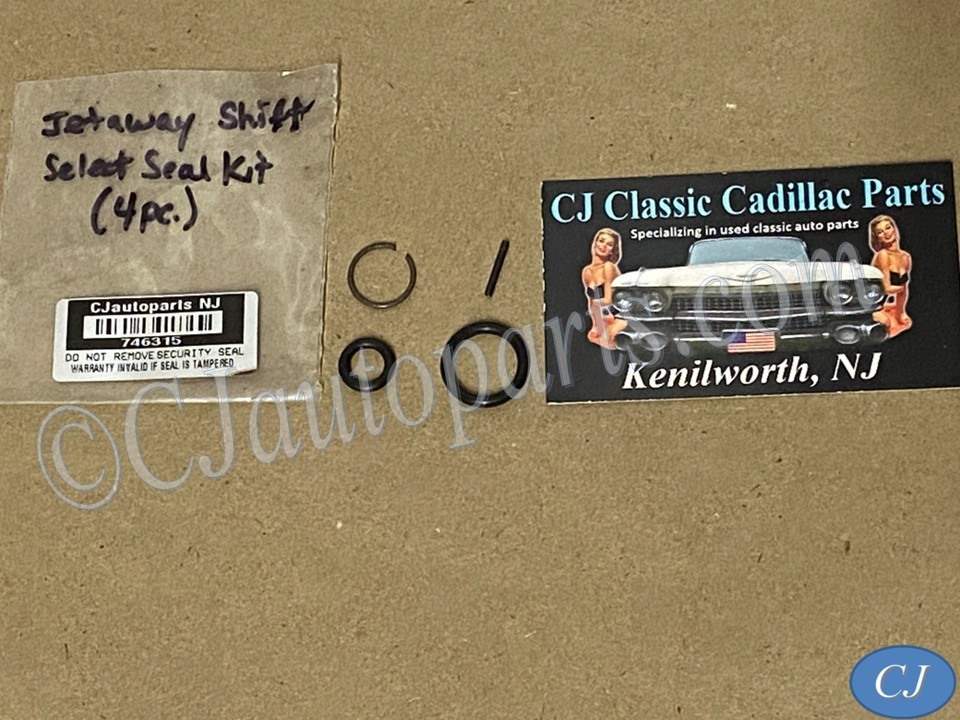 Jetaway Shift
Select Seal Kit
(4pc.)
CJautoparts NJ
746315
DO NOT REMOVE SECURITY SEAL
WARRANTY INVALID IF SEAL IS TAMPERED
CJ Classic Cadillac Parts
Specializing in used classic auto parts
Kenilworth, NJ
©CJautoparts.com
CJ